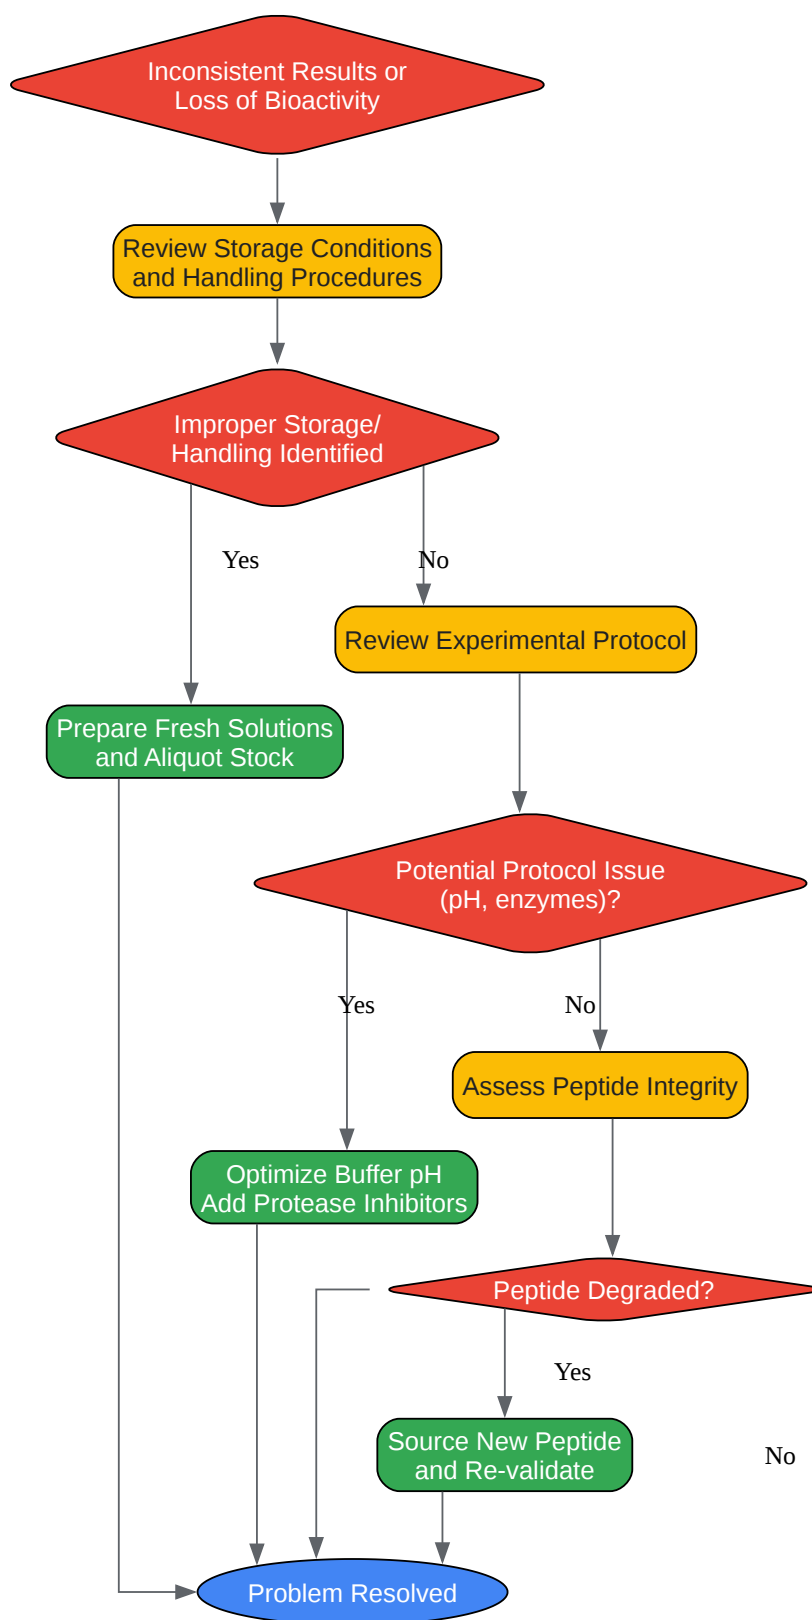 Inconsistent Results or
Loss of Bioactivity
Review Storage Conditions
and Handling Procedures
Improper Storage/
Handling Identified
Yes
No
Review Experimental Protocol
Prepare Fresh Solutions
and Aliquot Stock
Potential Protocol Issue
(pH, enzymes)?
Yes
No
Assess Peptide Integrity
Optimize Buffer pH
Add Protease Inhibitors
Peptide Degraded?
Yes
Source New Peptide
and Re-validate
No
Problem Resolved